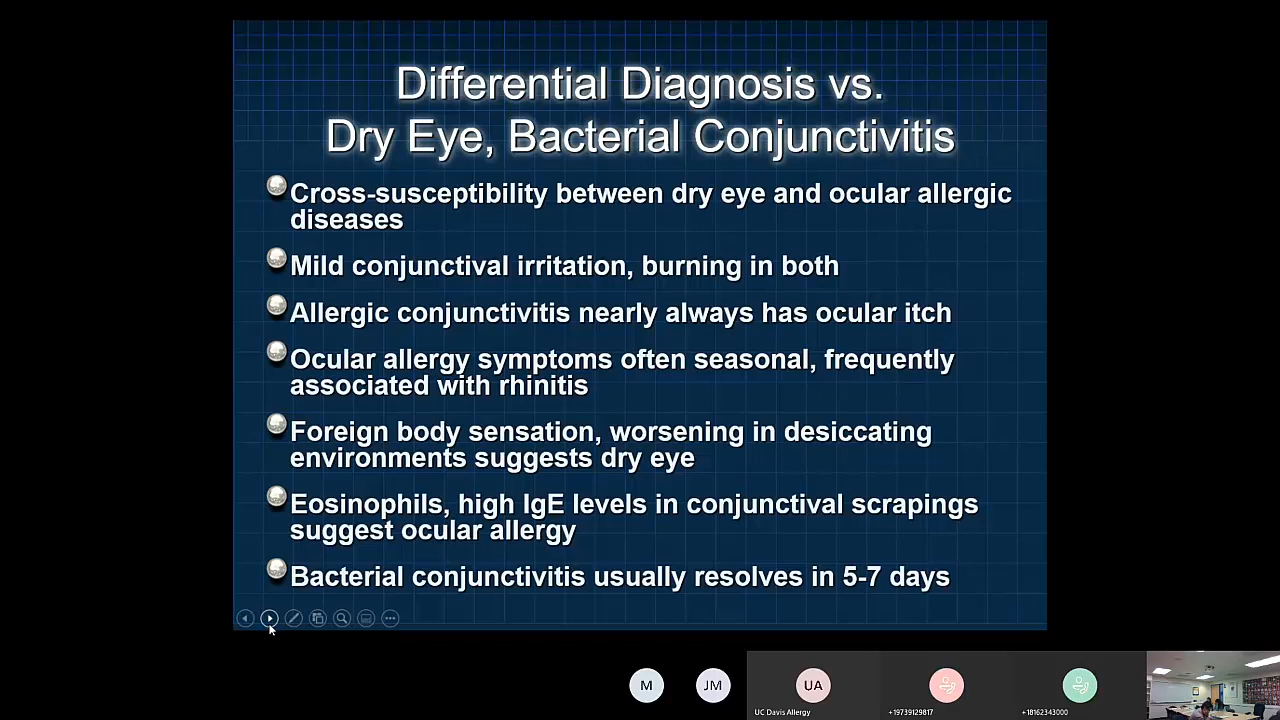 Differential Diagnosis vs.
Dry Eye, Bacterial Conjunctivitis
Cross-susceptibility between dry eye and ocular allergic
diseases
Mild conjunctival irritation, burning in both
Allergic conjunctivitis nearly always has ocular itch
Ocular allergy symptoms often seasonal, frequently
associated with rhinitis
Foreign body sensation, worsening in desiccating
environments suggests dry eye
Eosinophils, high IgE levels in conjunctival scrapings
suggest ocular allergy
Bacterial conjunctivitis usually resolves in 5-7 days
M
JM
UA
UC Davis Allergy
+19739129817
+18162343000